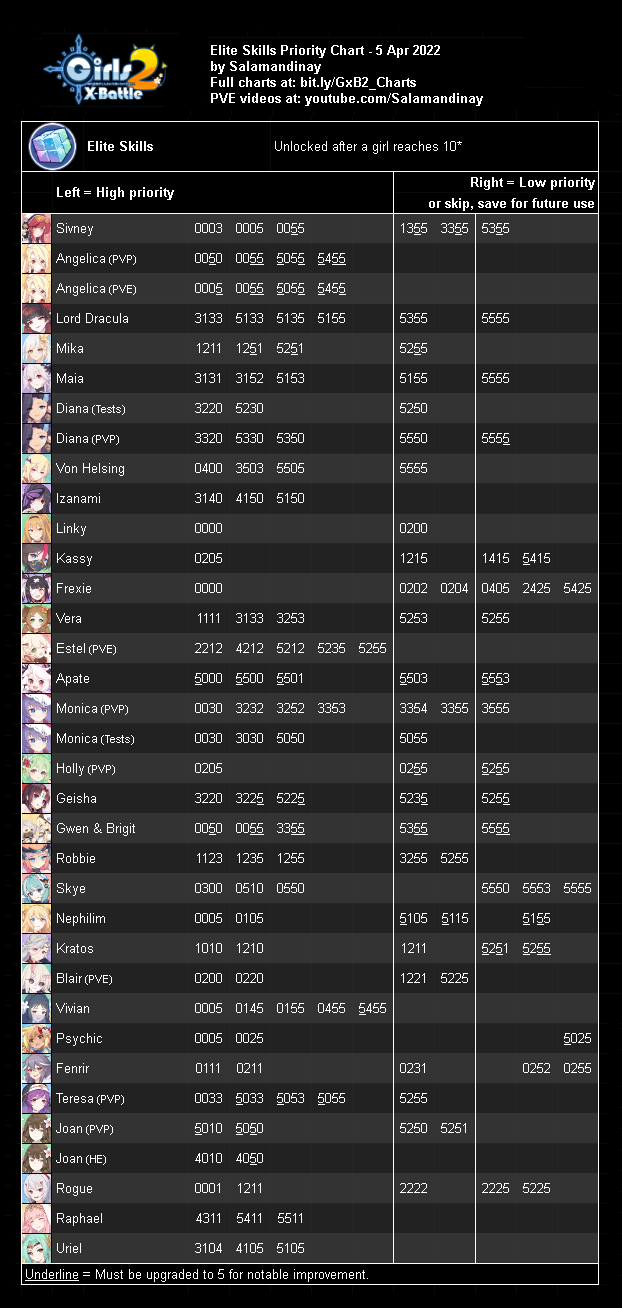 Girls 2
X-Battle
Elite Skills Priority Chart - 5 Apr 2022
by Salamandinay
Full charts at: bit.ly/GxB2_Charts
PVE videos at: youtube.com/Salamandinay
Elite Skills Unlocked after a girl reaches 10*
Left = High priority Right = Low priority
or skip, save for future use
Sivney 0003 0005 0055 1355 3355 5355
Angelica (PVP) 0050 0055 5055 5455
Angelica (PVE) 0005 0055 5055 5455
Lord Dracula 3133 5133 5135 5155 5355 5555
Mika 1211 1251 5251 5255
Maia 3131 3152 5153 5155 5555
Diana (Tests) 3220 5230 5250
Diana (PVP) 3320 5330 5350 5550 5555
Von Helsing 0400 3503 5505 5555
Izanami 3140 4150 5150
Linky 0000 0200
Kassy 0205 1215 1415 5415
Frexie 0000 0202 0204 0405 2425 5425
Vera 1111 3133 3253 5253 5255
Estel (PVE) 2212 4212 5212 5235 5255
Apate 5000 5500 5501 5503 5553
Monica (PVP) 0030 3232 3252 3353 3354 3355 3555
Monica (Tests) 0030 3030 5050 5055
Holly (PVP) 0205 0255 5255
Geisha 3220 3225 5225 5235 5255
Gwen & Brigit 0050 0055 3355 5355 5555
Robbie 1123 1235 1255 3255 5255
Skye 0300 0510 0550 5550 5553 5555
Nephilim 0005 0105 5105 5115 5155
Kratos 1010 1210 1211 5251 5255
Blair (PVE) 0200 0220 1221 5225
Vivian 0005 0145 0155 0455 5455
Psychic 0005 0025 5025
Fenrir 0111 0211 0231 0252 0255
Teresa (PVP) 0033 5033 5053 5055 5255
Joan (PVP) 5010 5050 5250 5251
Joan (HE) 4010 4050
Rogue 0001 1211 2222 2225 5225
Raphael 4311 5411 5511
Uriel 3104 4105 5105
Underline = Must be upgraded to 5 for notable improvement.